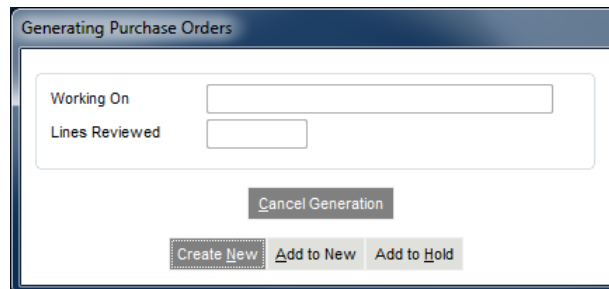 Generating Purchase Orders
Working On
Lines Reviewed
Cancel Generation
Create New Add to New Add to Hold